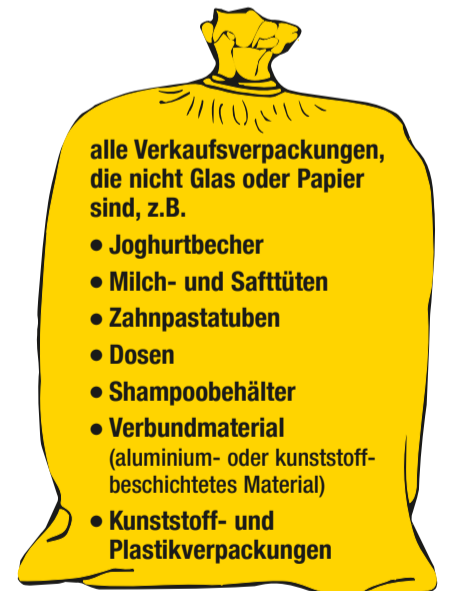 alle Verkaufsverpackungen,
die nicht Glas oder Papier
sind, z.B.
• Joghurtbecher
• Milch- und Safttüten
• Zahnpastatuben
• Dosen
• Shampoobehälter
• Verbundmaterial
(aluminium- oder kunststoff-
beschichtetes Material)
• Kunststoff- und
Plastikverpackungen